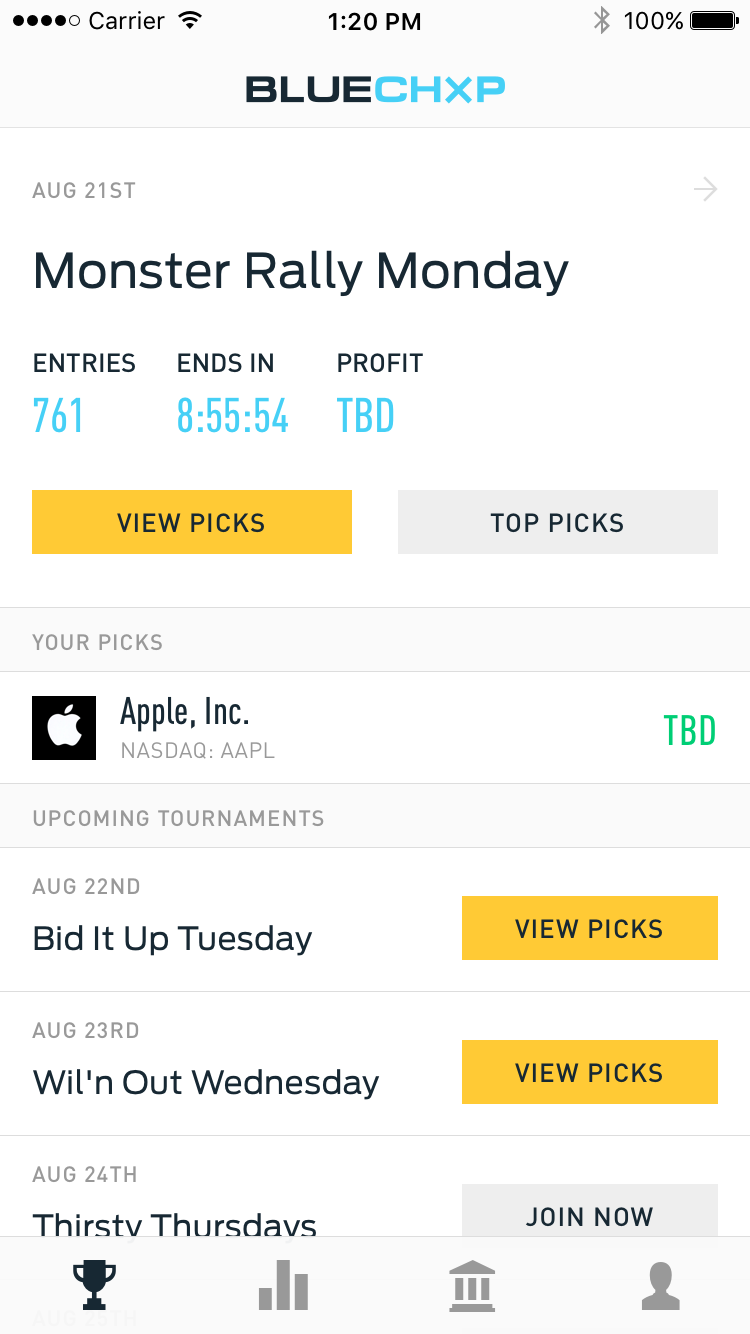 Carrier 1:20 PM 100%
BLUECHXP
AUG 21ST
Monster Rally Monday
ENTRIES ENDS IN PROFIT
761 8:55:54 TBD
VIEW PICKS TOP PICKS
YOUR PICKS
Apple, Inc.
NASDAQ: AAPL
TBD
UPCOMING TOURNAMENTS
AUG 22ND
Bid It Up Tuesday
VIEW PICKS
AUG 23RD
Wil'n Out Wednesday
VIEW PICKS
AUG 24TH
Thirsty Thursdays
JOIN NOW
AUG 25TH